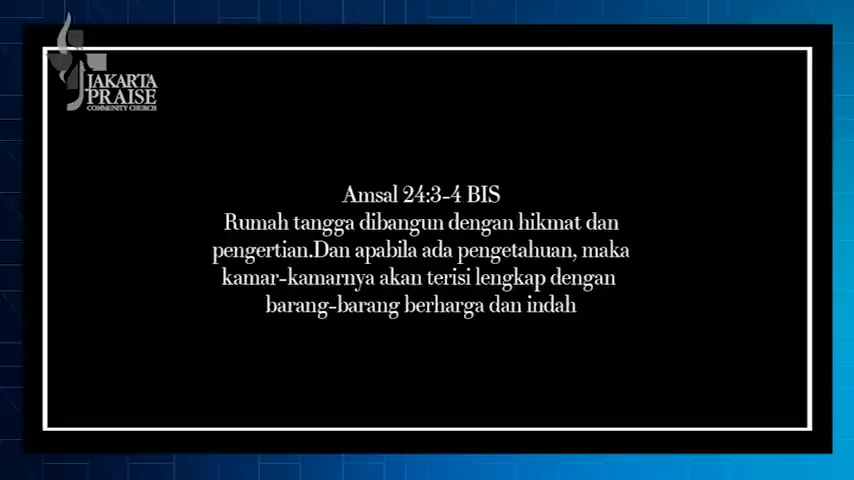 JAKARTA
PRAISE
COMMUNITY CHURCH
Amsal 24:3-4 BIS
Rumah tangga dibangun dengan hikmat dan
pengertian.Dan apabila ada pengetahuan, maka
kamar-kamarnya akan terisi lengkap dengan
barang-barang berharga dan indah